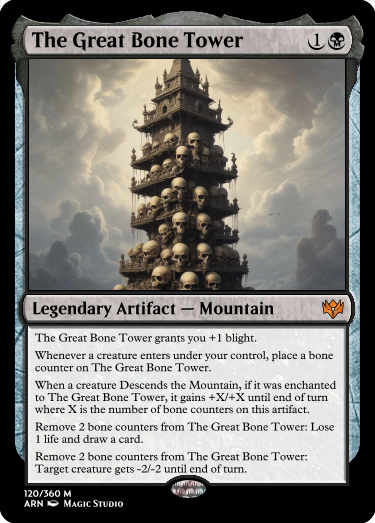 The Great Bone Tower 1
Legendary Artifact — Mountain
The Great Bone Tower grants you +1 blight.
Whenever a creature enters under your control, place a bone
counter on The Great Bone Tower.
When a creature Descends the Mountain, if it was enchanted
to The Great Bone Tower, it gains +X/+X until end of turn
where X is the number of bone counters on this artifact.
Remove 2 bone counters from The Great Bone Tower: Lose
1 life and draw a card.
Remove 2 bone counters from The Great Bone Tower:
Target creature gets -2/-2 until end of turn.
120/360 M
ARN Magic Studio